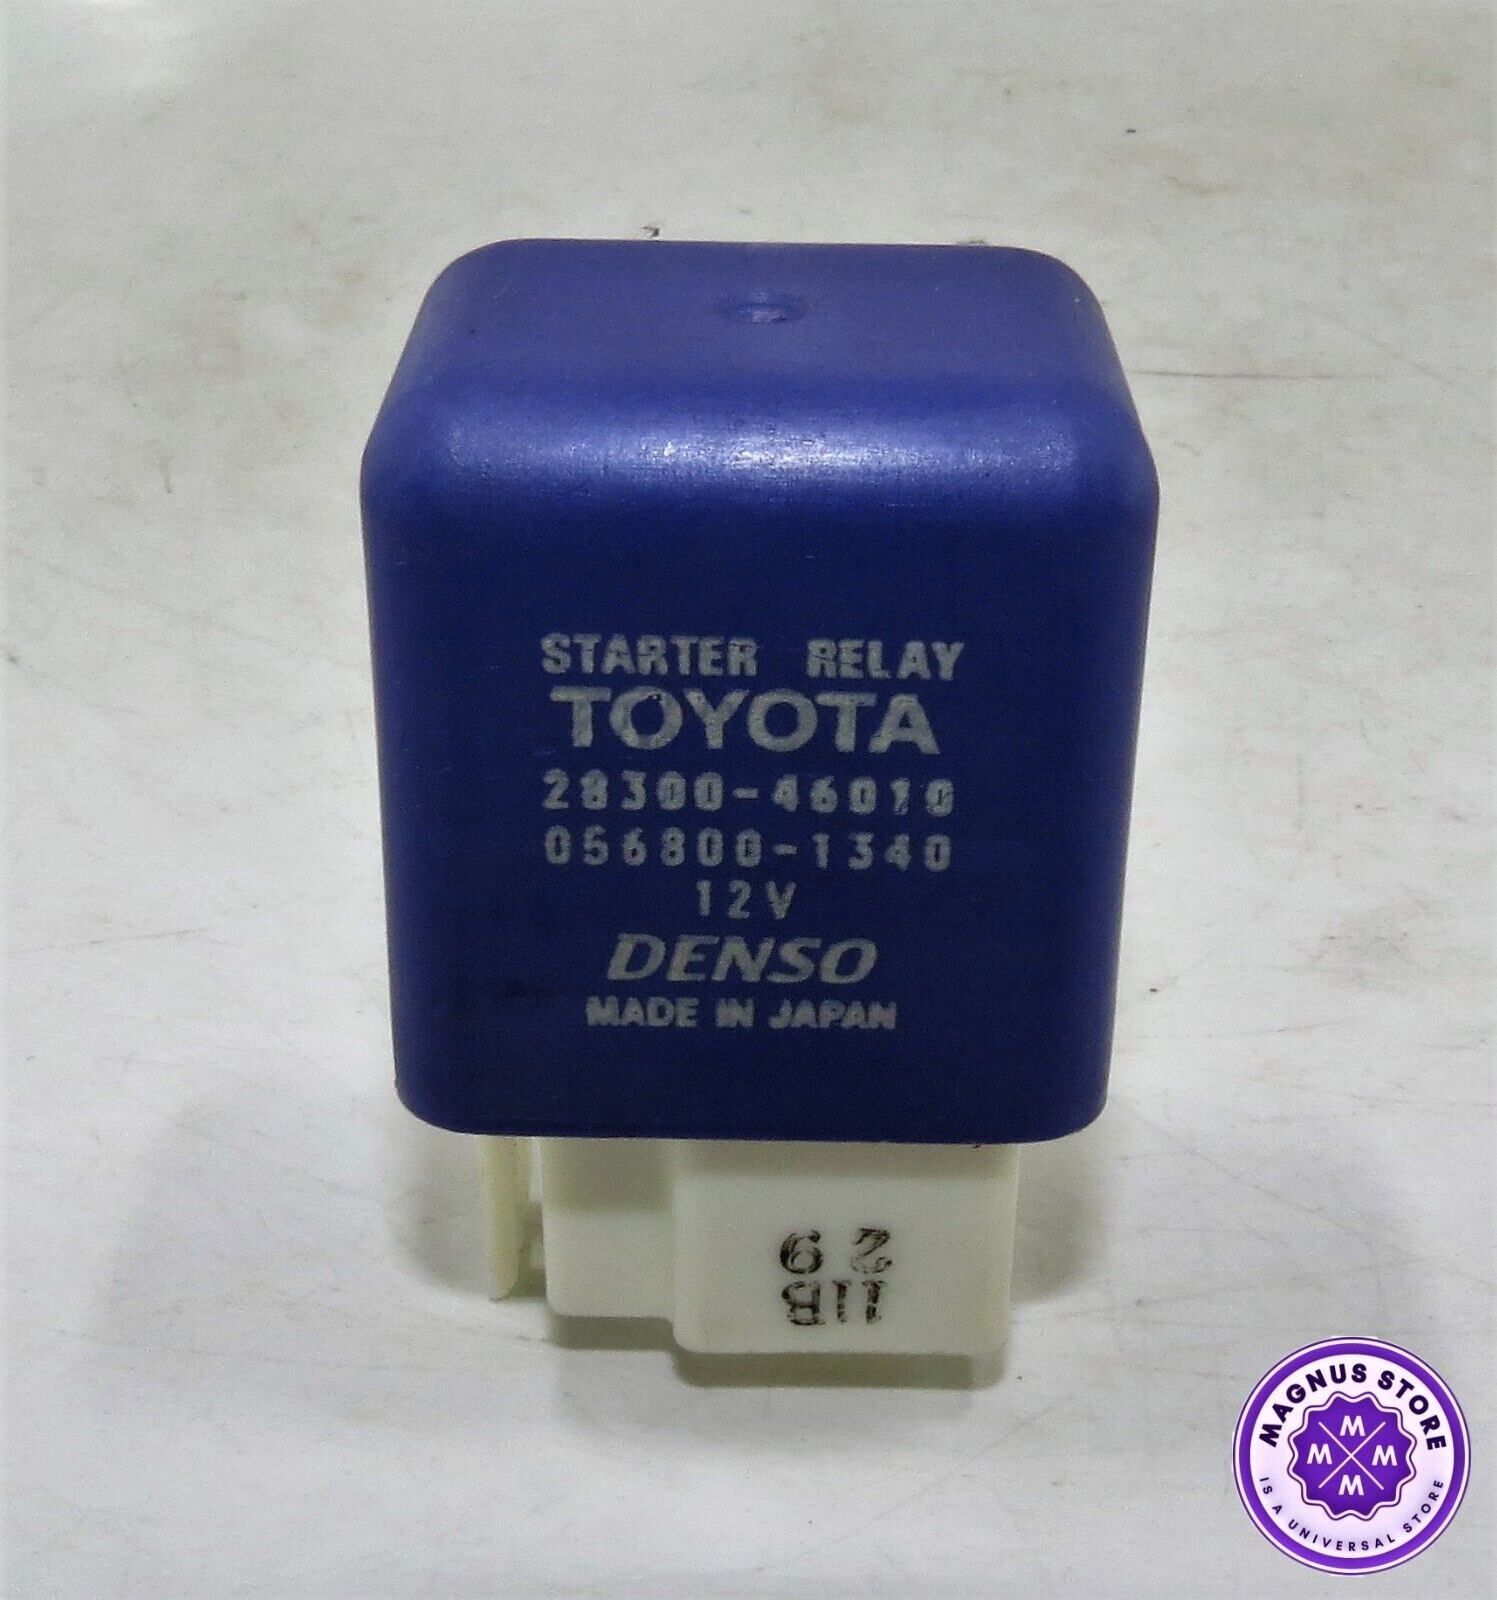 STARTER RELAY
TOYOTA
28300-46010
056800-1340
12V
DENSO
MADE IN JAPAN
29
11B
MAGNUS STORE
M
M M
M
IS A UNIVERSAL STORE